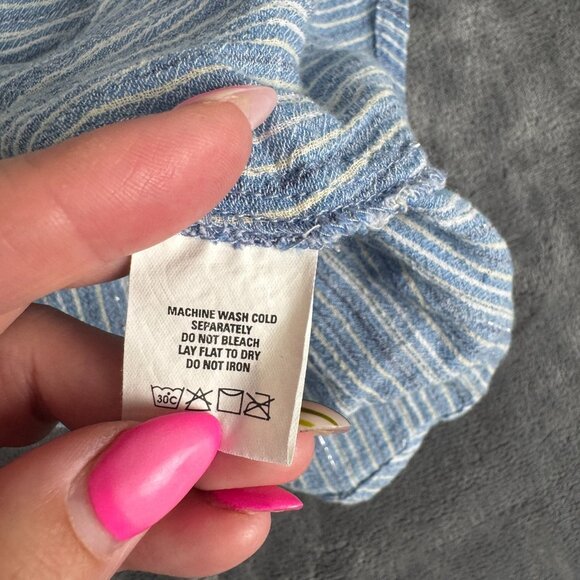 MACHINE WASH COLD
SEPARATELY
DO NOT BLEACH
LAY FLAT TO DRY
DO NOT IRON
30C